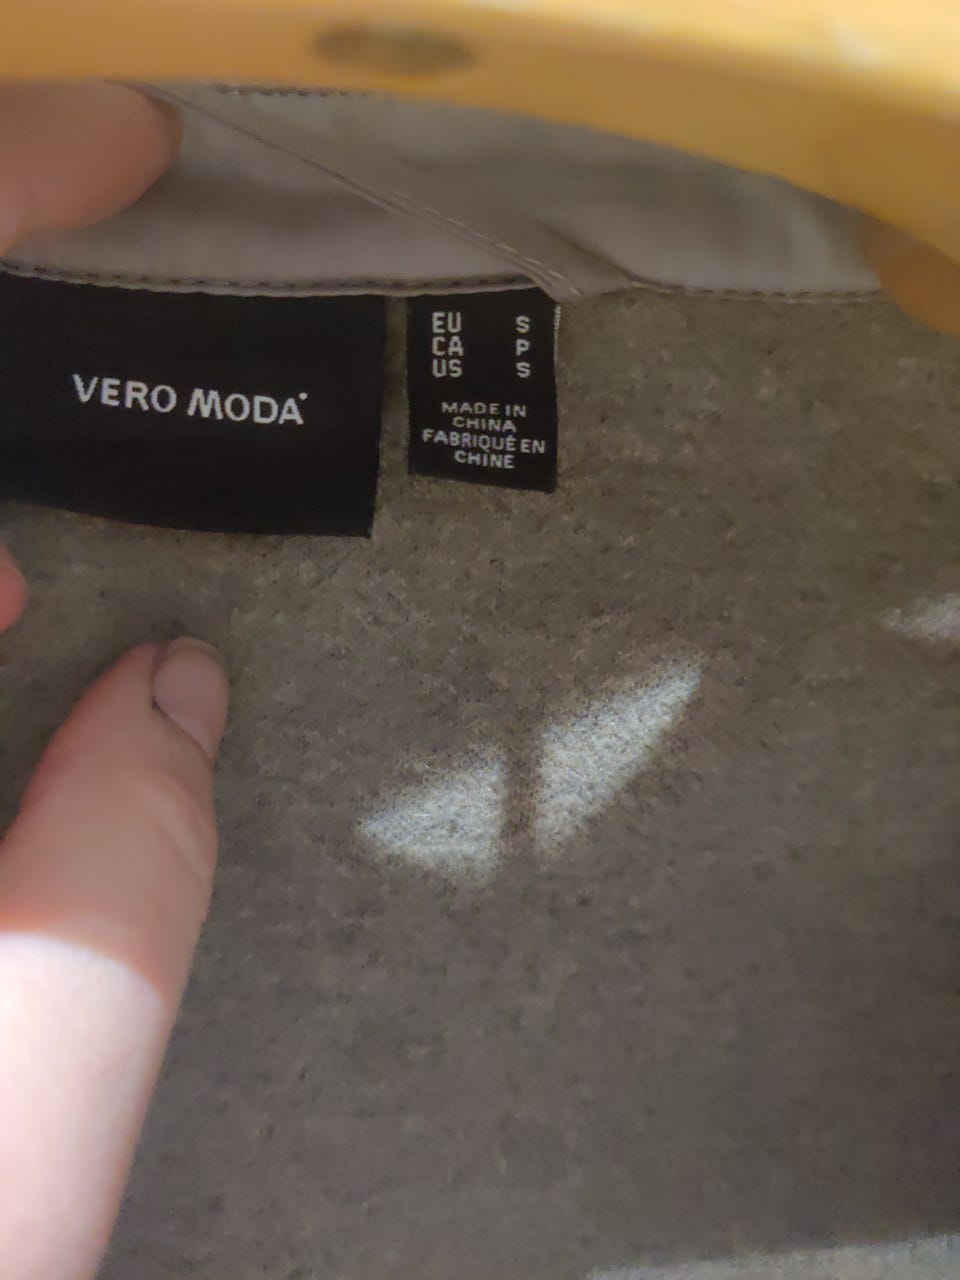 VERO MODA
EU S
CA P
US S
MADE IN
CHINA
FABRIQUÉ EN
CHINE